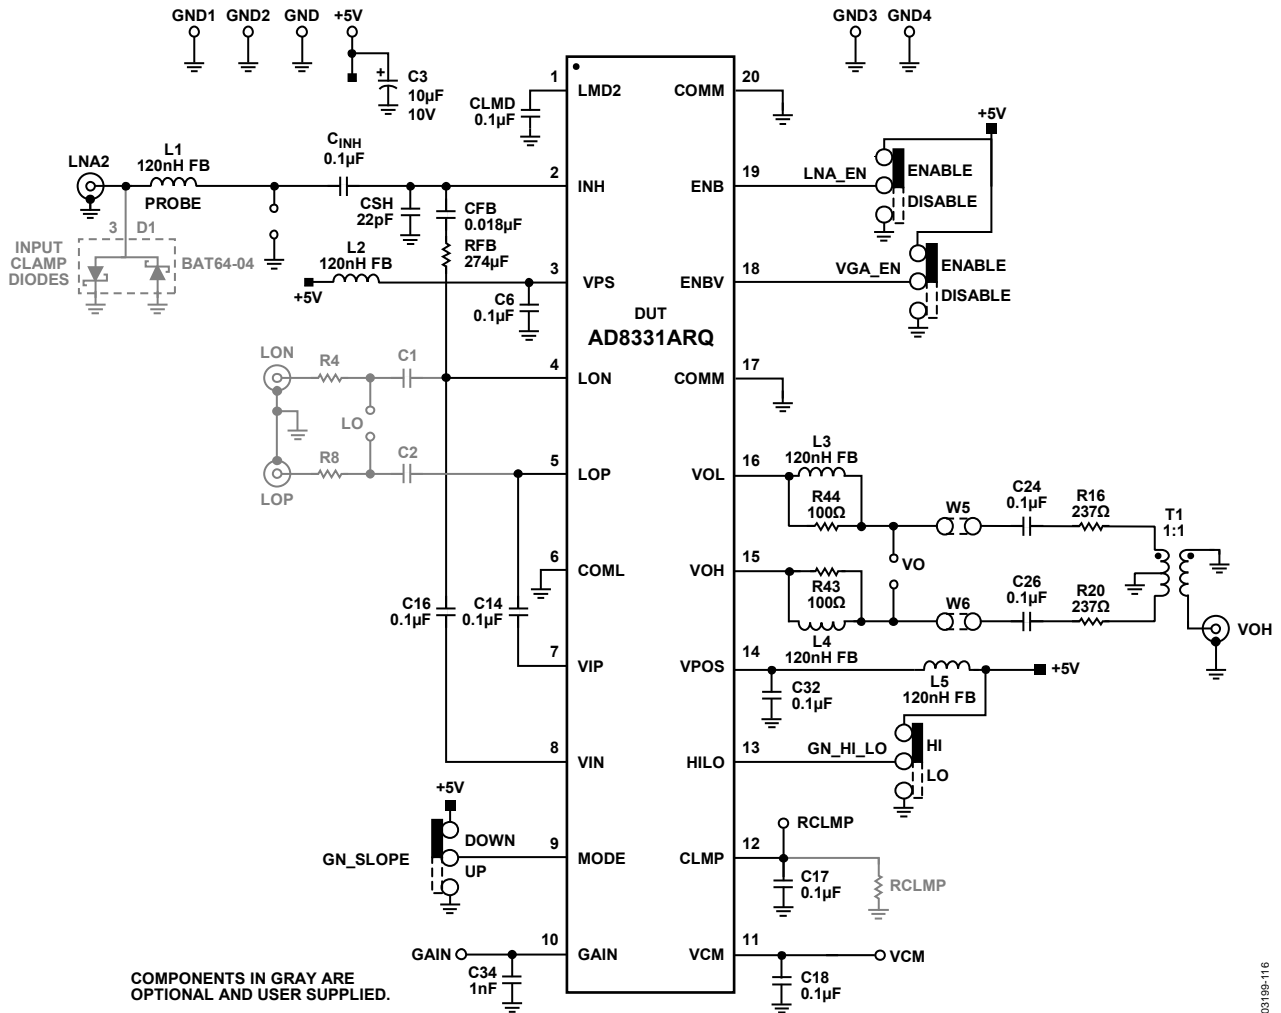 GND1 GND2 GND +5V
GND3 GND4
C3
10µF
10V
+
CLMD
0.1µF
1 LMD2
COMM 20
+5V
LNA2
L1
120nH FB
PROBE
CINH
0.1µF
2 INH
ENB 19
LNA_EN
ENABLE
DISABLE
CSH
22pF
CFB
0.018µF
RFB
274µF
3 D1
INPUT
CLAMP
DIODES
BAT64-04
L2
120nH FB
+5V
3 VPS
C6
0.1µF
ENBV 18
VGA_EN
ENABLE
DISABLE
DUT
AD8331ARQ
LON
R4
C1
4 LON
COMM 17
LO
R8
C2
LOP
5 LOP
VOL 16
L3
120nH FB
R44
100Ω
W5
C24
0.1µF
R16
237Ω
T1
1:1
VO
6 COML
VOH 15
R43
100Ω
L4
120nH FB
W6
C26
0.1µF
R20
237Ω
VOH
C16
0.1µF
C14
0.1µF
7 VIP
VPOS 14
C32
0.1µF
L5
120nH FB
+5V
8 VIN
HILO 13
GN_HI_LO
HI
LO
+5V
GN_SLOPE
DOWN
UP
9 MODE
CLMP 12
RCLMP
C17
0.1µF
RCLMP
GAIN
C34
1nF
10 GAIN
VCM 11
VCM
C18
0.1µF
COMPONENTS IN GRAY ARE
OPTIONAL AND USER SUPPLIED.
03199-116